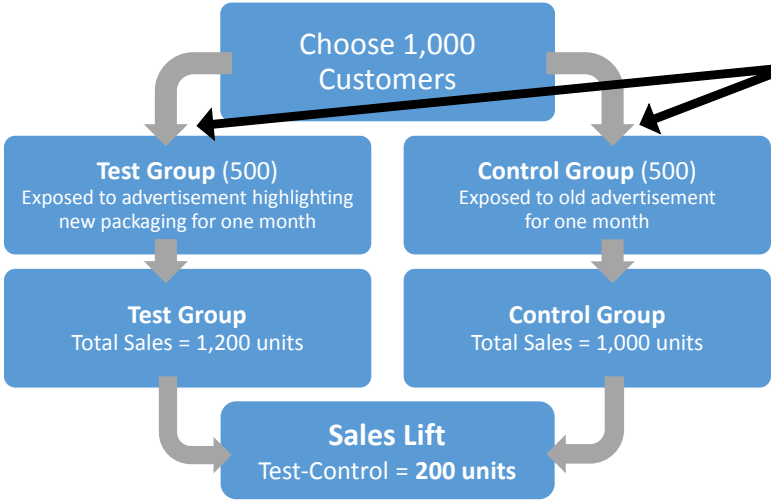 Choose 1,000
Customers
Test Group (500)
Exposed to advertisement highlighting
new packaging for one month
Control Group (500)
Exposed to old advertisement
for one month
Test Group
Total Sales = 1,200 units
Control Group
Total Sales = 1,000 units
Sales Lift
Test-Control = 200 units